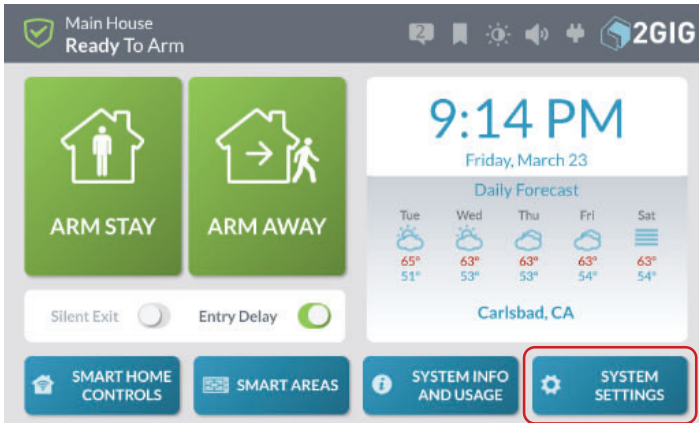 Main House
Ready To Arm
2
2GIG
ARM STAY
ARM AWAY
9:14 PM
Friday, March 23
Daily Forecast
Tue Wed Thu Fri Sat
65° 63° 63° 63° 63°
51° 53° 53° 54° 54°
Carlsbad, CA
Silent Exit
Entry Delay
SMART HOME
CONTROLS
SMART AREAS
SYSTEM INFO
AND USAGE
SYSTEM
SETTINGS